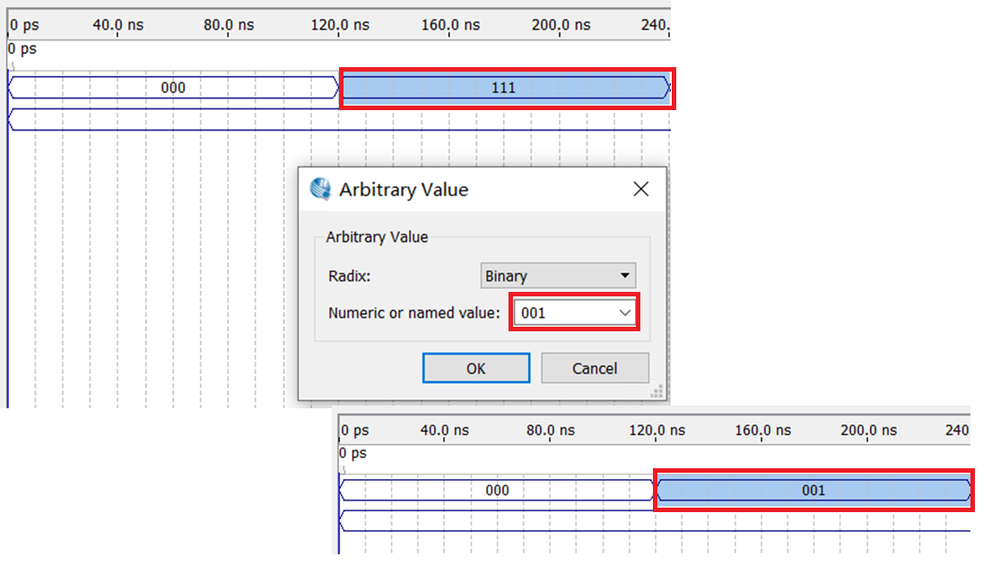 0 ps 40.0 ns 80.0 ns 120.0 ns 160.0 ns 200.0 ns 240.
0 ps
000 111
Arbitrary Value
Arbitrary Value
Radix: Binary
Numeric or named value: 001
OK Cancel
0 ps 40.0 ns 80.0 ns 120.0 ns 160.0 ns 200.0 ns 240
0 ps
000 001